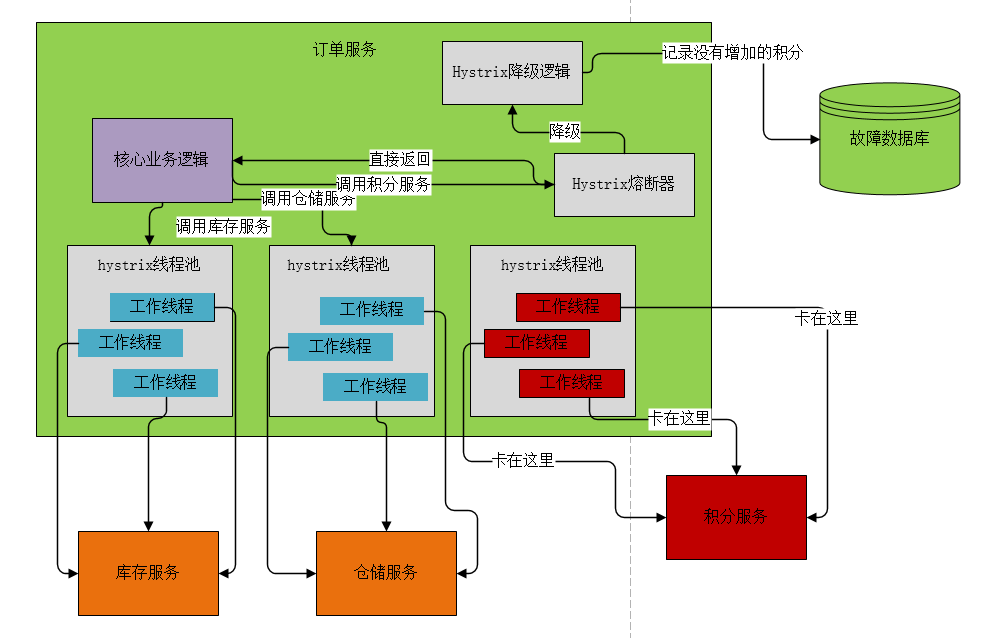 订单服务
Hystrix降级逻辑
记录没有增加的积分
故障数据库
降级
核心业务逻辑
直接返回
调用积分服务
Hystrix熔断器
调用仓储服务
调用库存服务
hystrix线程池
hystrix线程池
hystrix线程池
工作线程
工作线程
工作线程
工作线程
工作线程
工作线程
工作线程
工作线程
工作线程
卡在这里
卡在这里
卡在这里
库存服务
仓储服务
积分服务